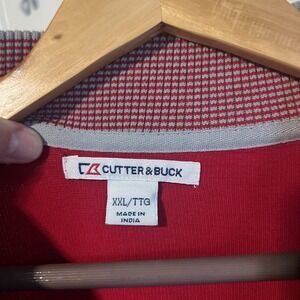 CUTTER & BUCK
XXL/TTG
MADE IN
INDIA